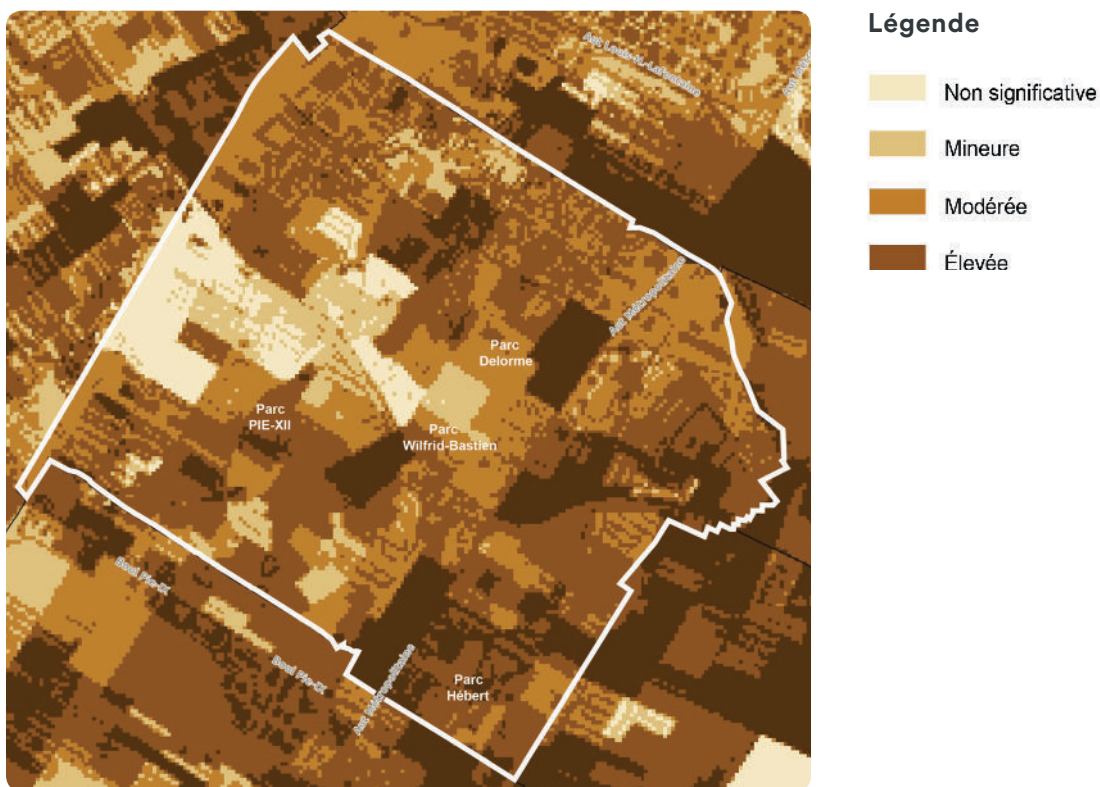 Légende
Non significative
Mineure
Modérée
Élevée
Aut Louis-H.-Lafontaine
Aut Métropolitaine
Parc
Delorme
Parc
PIE-XII
Parc
Wilfrid-Bastien
Boul Pie-IX
Boul Pie-IX
Aut Métropolitaine
Parc
Hébert